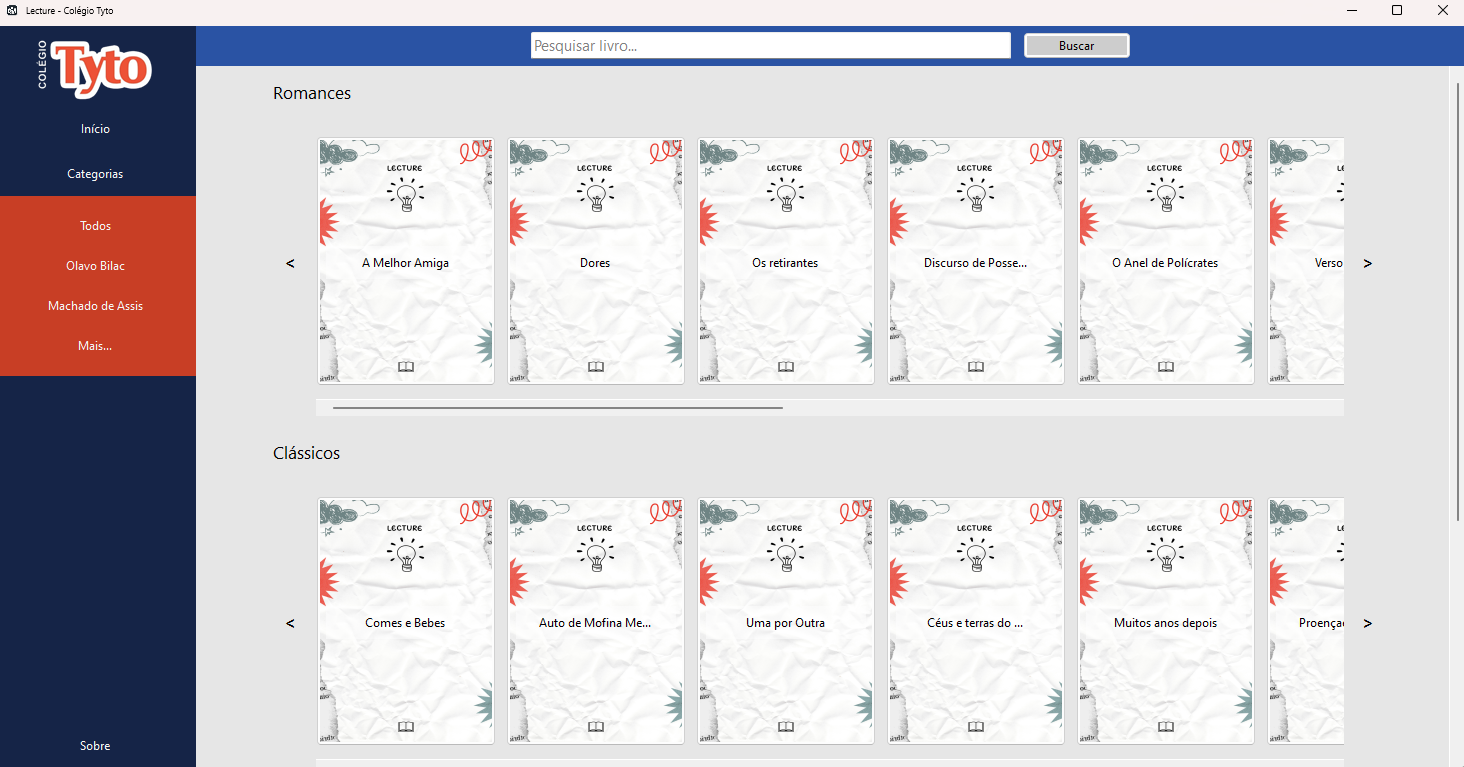 Lecture - Colégio Tyto
COLÉGIO
Tyto
Pesquisar livro...
Buscar
Início
Categorias
Todos
Olavo Bilac
Machado de Assis
Mais...
Sobre
Romances
LECTURE
LECTURE
LECTURE
LECTURE
LECTURE
<
A Melhor Amiga
Dores
Os retirantes
Discurso de Posse...
O Anel de Polícrates
Verso
>
Clássicos
LECTURE
LECTURE
LECTURE
LECTURE
LECTURE
<
Comes e Bebes
Auto de Mofina Me...
Uma por Outra
Céus e terras do ...
Muitos anos depois
>